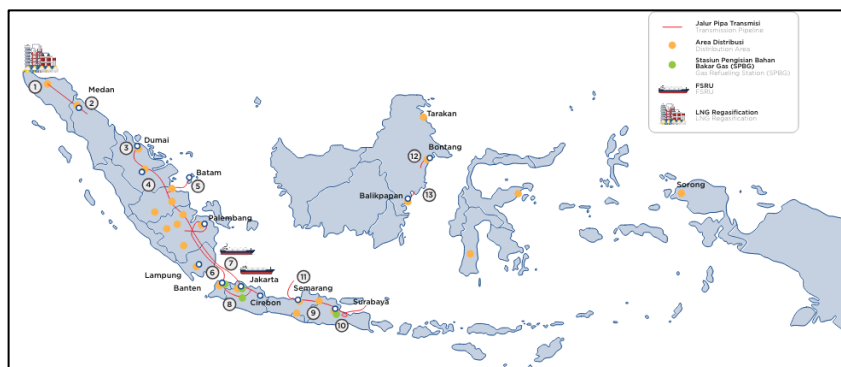 Jalur Pipa Transmisi
Transmission Pipeline
Area Distribusi
Distribution Area
Stasiun Pengisian Bahan
Bakar Gas (SPBG)
Gas Refueling Station (SPBG)
FSRU
FSRU
LNG Regasification
LNG Regasification
1
Medan
2
Tarakan
Dumai
3
Bontang
12
Batam
4
5
Sorong
Balikpapan
13
Palembang
7
Lampung
6
11
Jakarta
Banten
Semarang
Cirebon
Surabaya
8
9
10